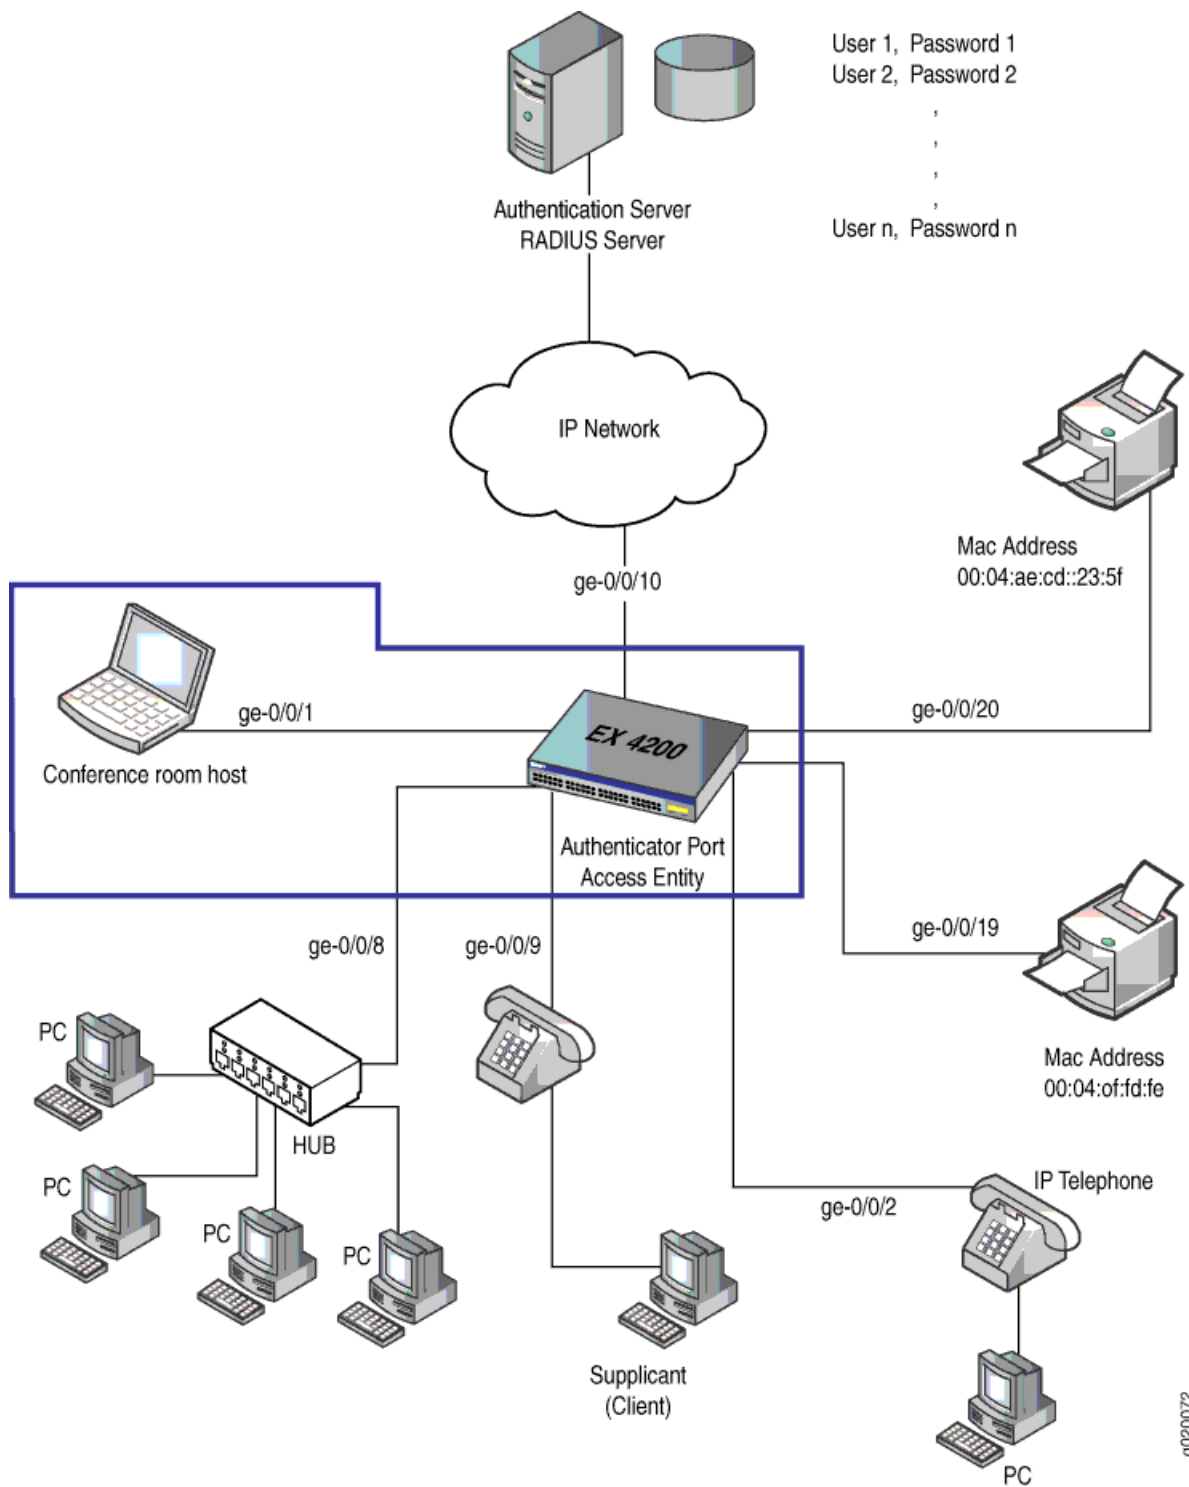 User 1, Password 1
User 2, Password 2
,
,
,
,
User n, Password n
Authentication Server
RADIUS Server
IP Network
Mac Address
00:04:ae:cd::23:5f
ge-0/0/10
ge-0/0/1
ge-0/0/20
EX 4200
Conference room host
Authenticator Port
Access Entity
ge-0/0/8
ge-0/0/9
ge-0/0/19
PC
HUB
Mac Address
00:04:of:fd:fe
PC
IP Telephone
ge-0/0/2
PC
PC
Supplicant
(Client)
PC
g020072